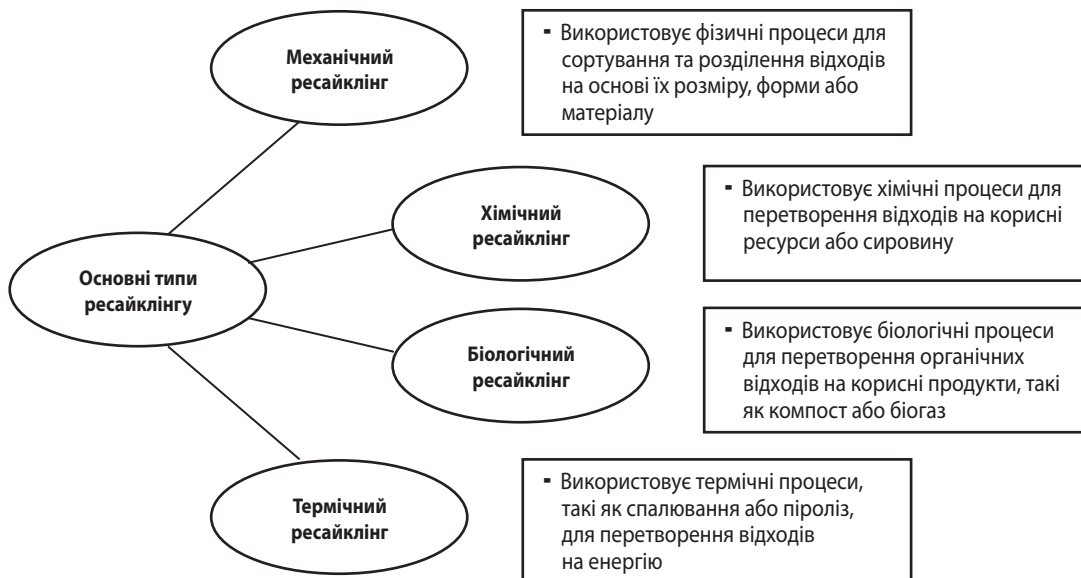 Механічний
ресайклінг
▪ Використовує фізичні процеси для
сортування та розділення відходів
на основі їх розміру, форми або
матеріалу
Хімічний
ресайклінг
▪ Використовує хімічні процеси для
перетворення відходів на корисні
ресурси або сировину
Основні типи
ресайклінгу
Біологічний
ресайклінг
▪ Використовує біологічні процеси
для перетворення органічних
відходів на корисні продукти, такі
як компост або біогаз
Термічний
ресайклінг
▪ Використовує термічні процеси,
такі як спалювання або піроліз,
для перетворення відходів
на енергію